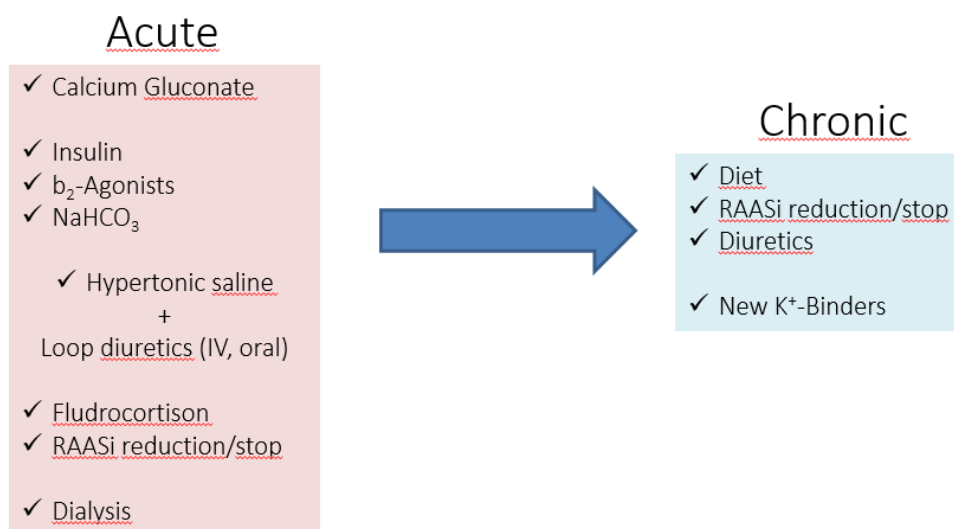 Acute
✓ Calcium Gluconate
✓ Insulin
✓ b₂-Agonists
✓ NaHCO₃
✓ Hypertonic saline
+
Loop diuretics (IV, oral)
✓ Fludrocortison
✓ RAASi reduction/stop
✓ Dialysis
Chronic
✓ Diet
✓ RAASi reduction/stop
✓ Diuretics
✓ New K⁺-Binders